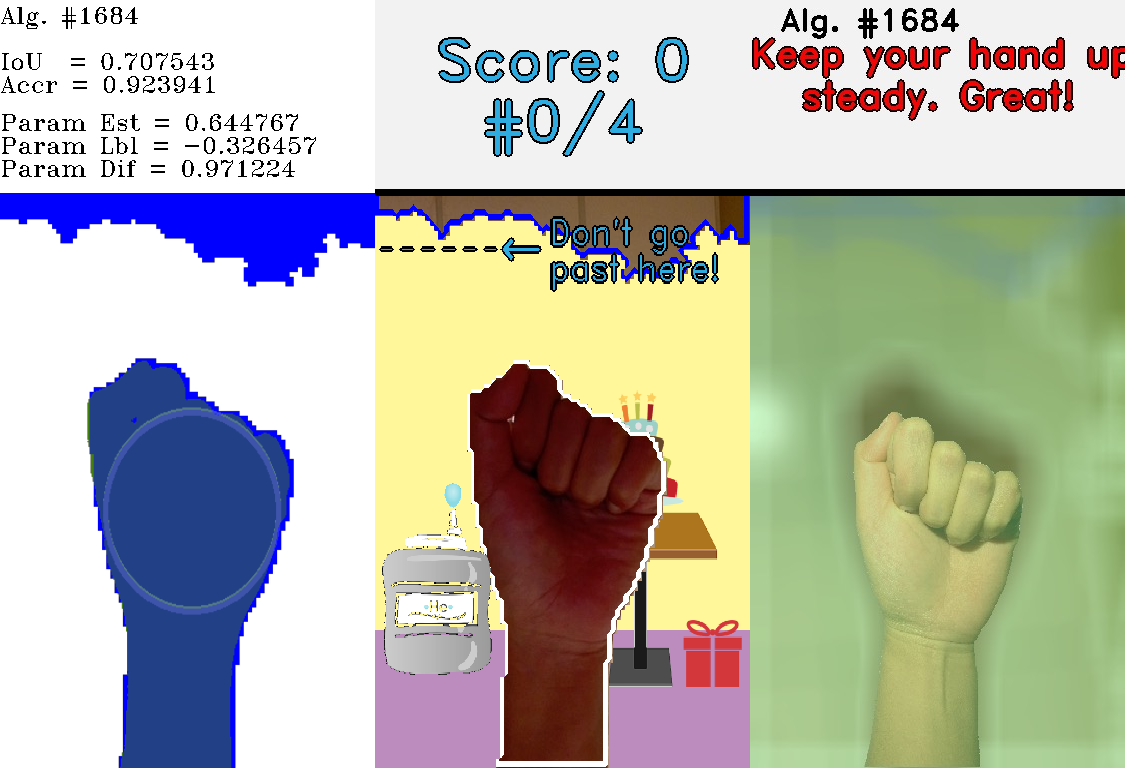 Alg. #1684
IoU = 0.707543
Accr = 0.923941
Param Est = 0.644767
Param Lbl = −0.326457
Param Dif = 0.971224
Score: 0
#0/4
Alg. #1684
Keep your hand up
steady. Great!
Don't go
past here!